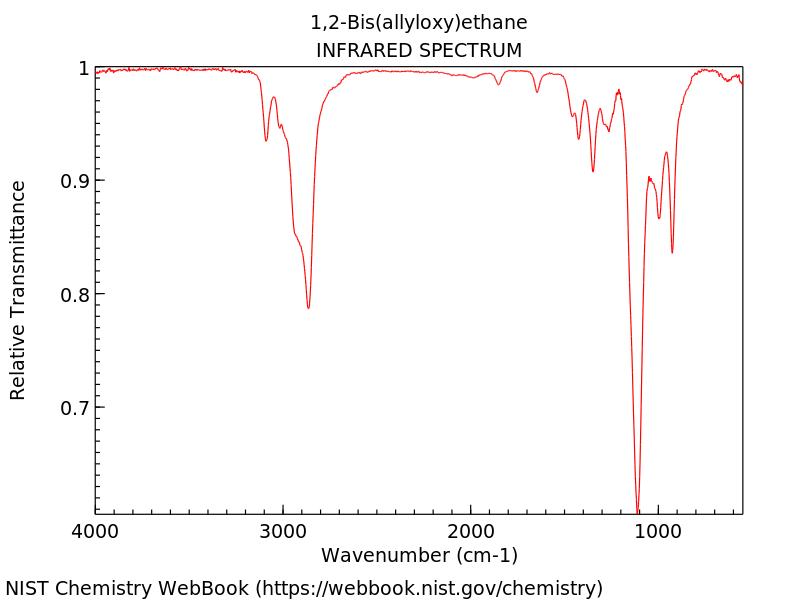 1,2-Bis(allyloxy)ethane
INFRARED SPECTRUM
1
0.9
0.8
0.7
Relative Transmittance
4000 3000 2000 1000
Wavenumber (cm-1)
NIST Chemistry WebBook (https://webbook.nist.gov/chemistry)